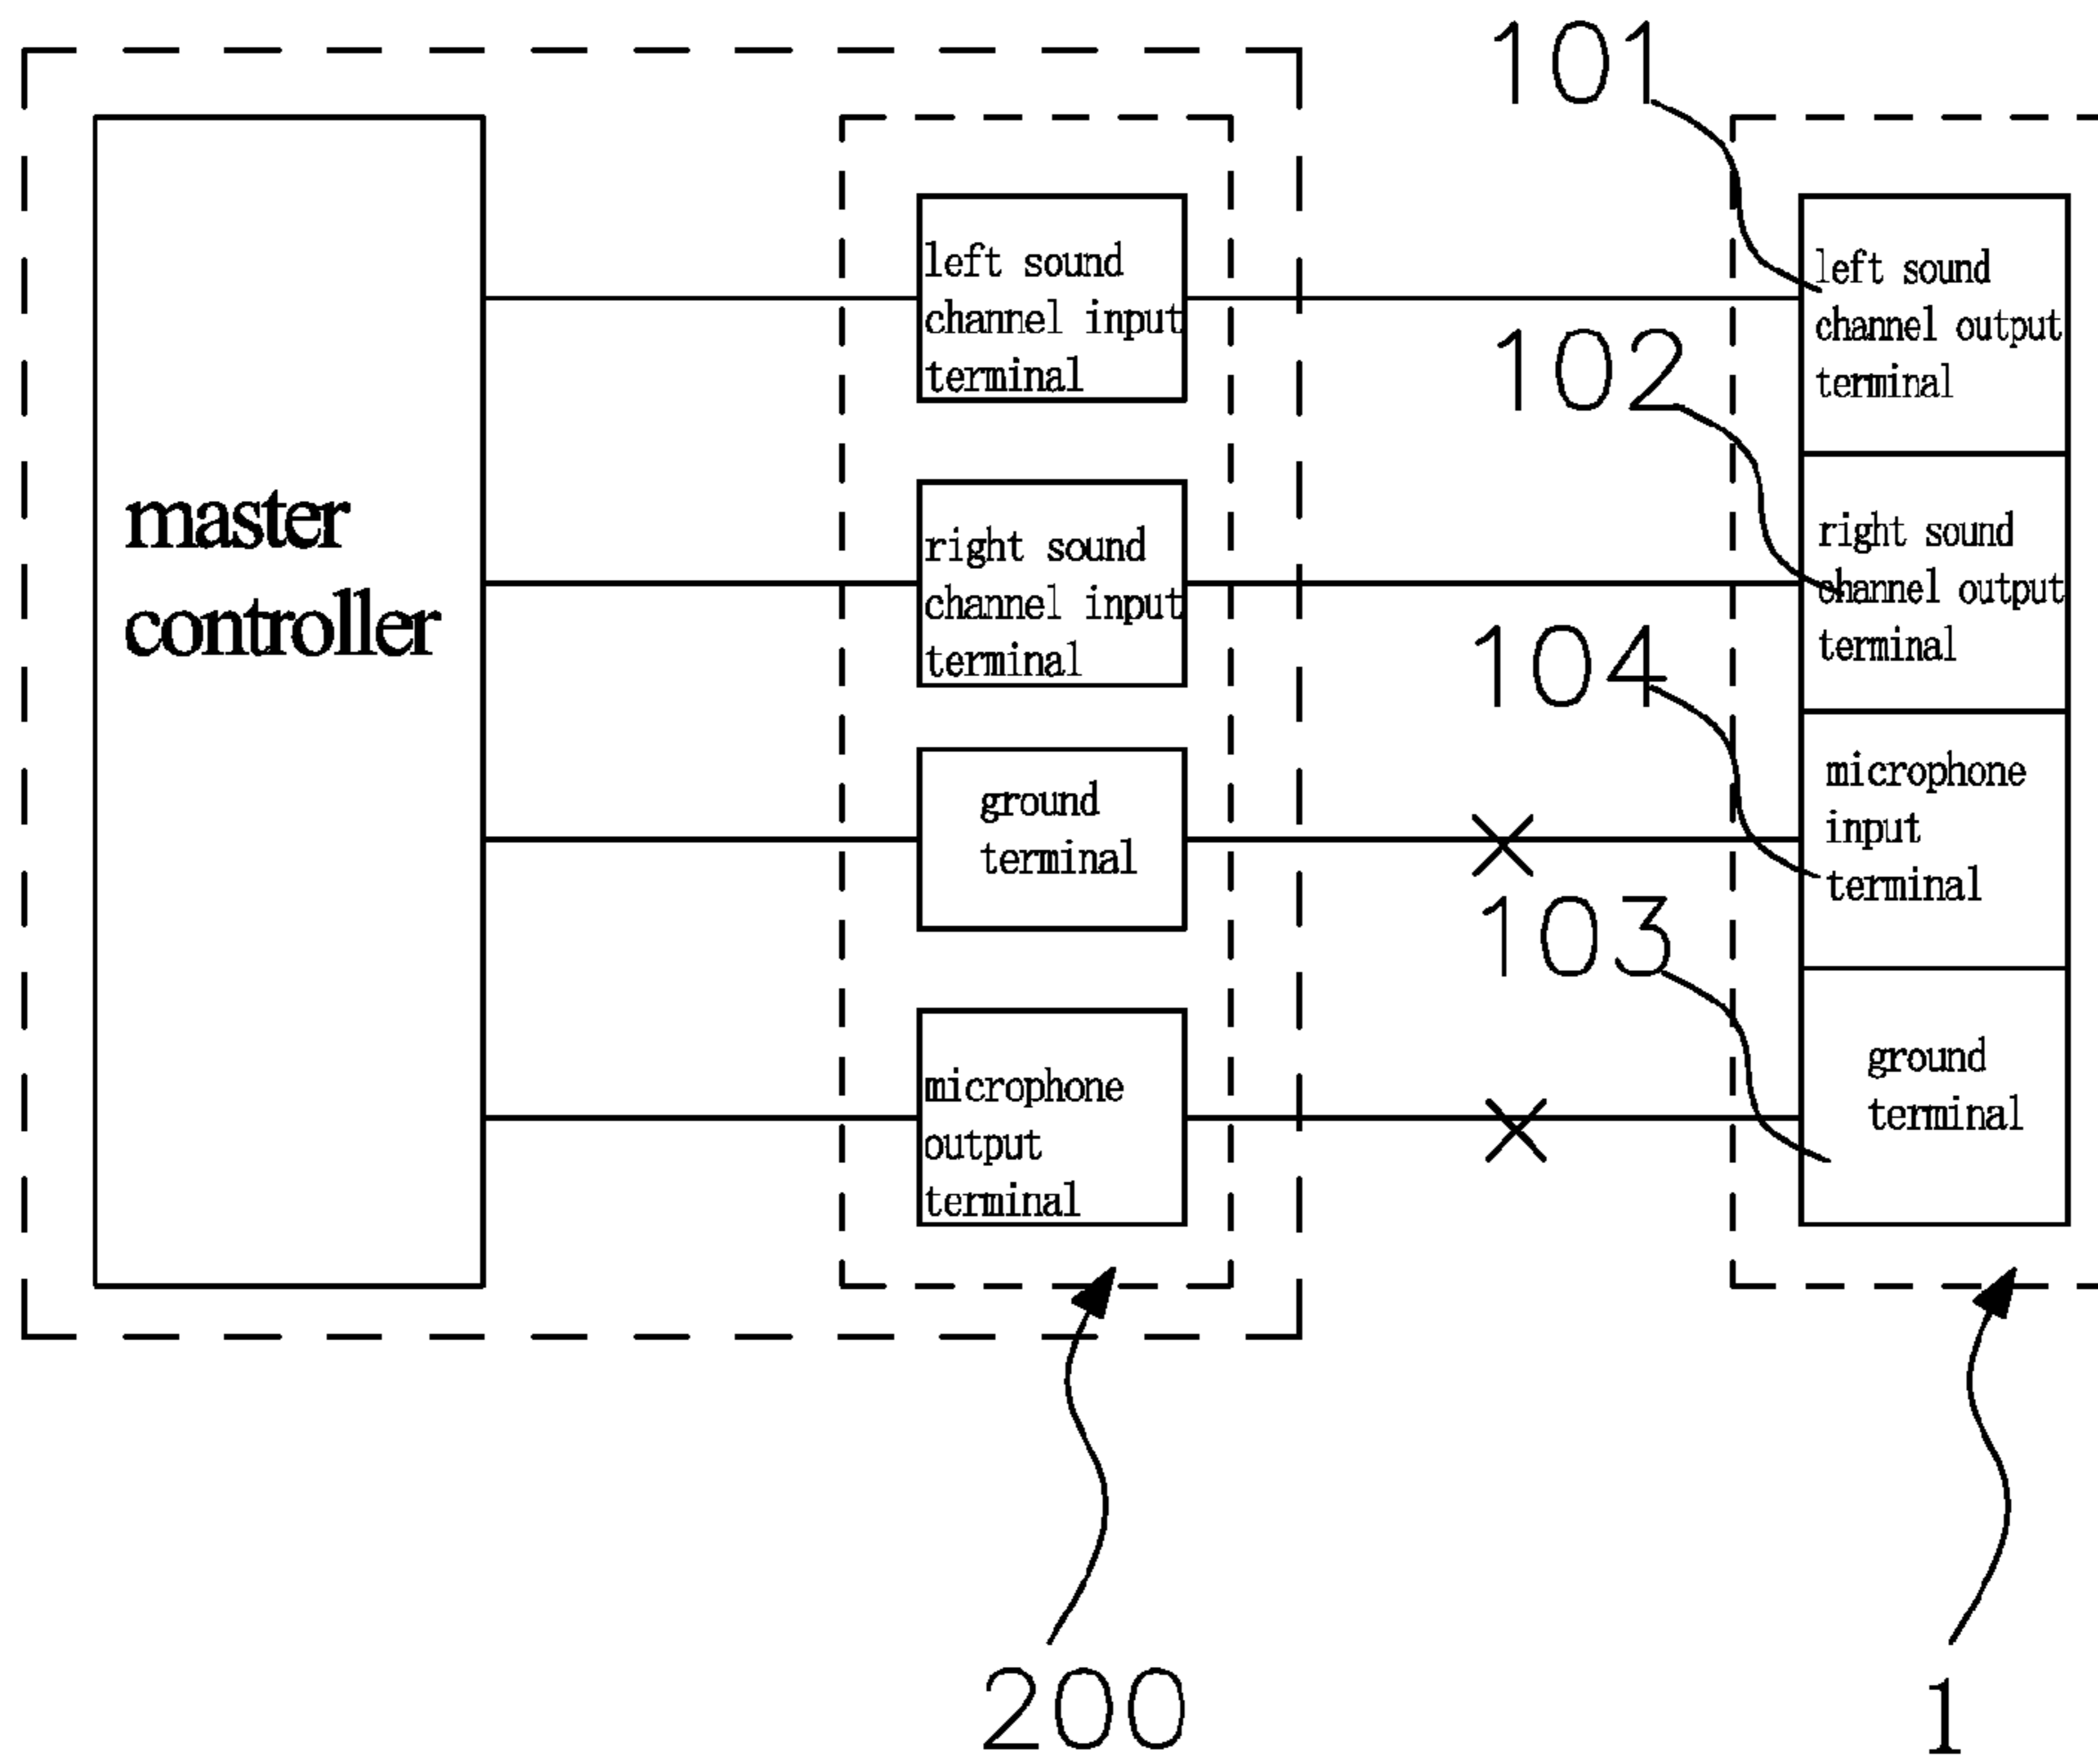 101
left sound
channel input
terminal
left sound
channel output
terminal
102
master
controller
right sound
channel input
terminal
right sound
channel output
terminal
104
ground
terminal
microphone
input
terminal
103
microphone
output
terminal
ground
terminal
200
1